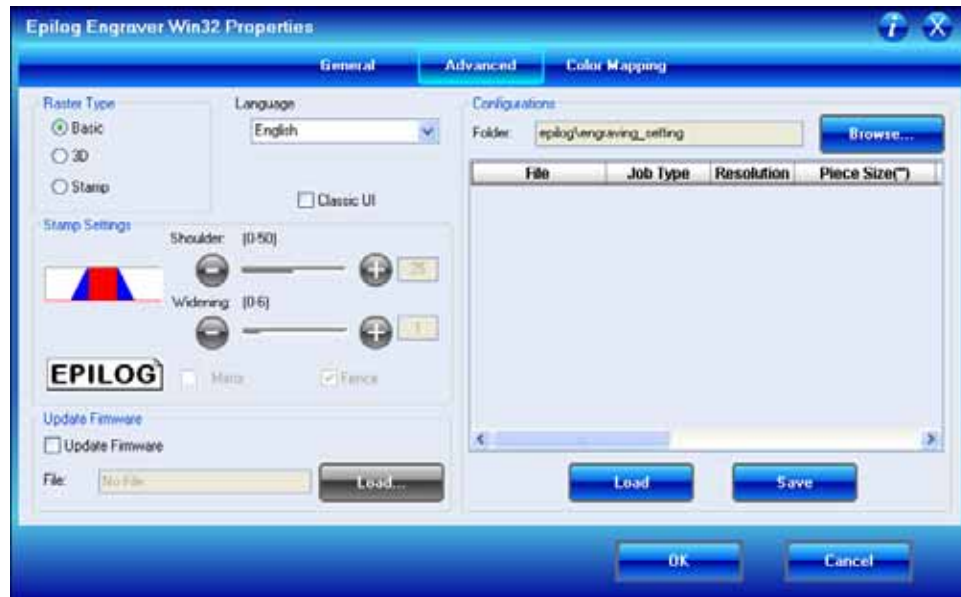 Epilog Engraver Win32 Properties
General Advanced Color Mapping
Raster Type
Basic
3D
Stamp
Language
English
Classic UI
Stamp Settings
Shoulder: (0-50)
25
Widening: (0-6)
1
EPILOG
Mirror
Fence
Update Firmware
Update Firmware
File: No File
Load...
Configurations
Folder: epilog\engraving_setting Browse...
File Job Type Resolution Piece Size(")
Load Save
OK Cancel